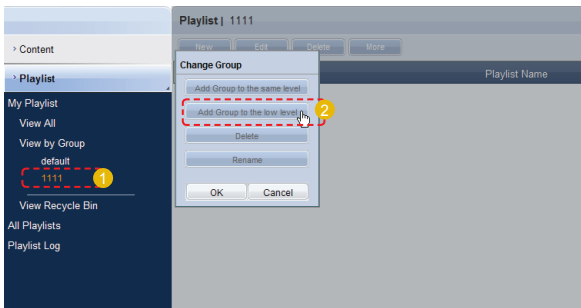 Playlist | 1111
› Content
› Playlist
New Edit Delete More
Playlist Name
Change Group
Add Group to the same level
Add Group to the low level
2
Delete
Rename
OK Cancel
My Playlist
View All
View by Group
default
1111
1
View Recycle Bin
All Playlists
Playlist Log